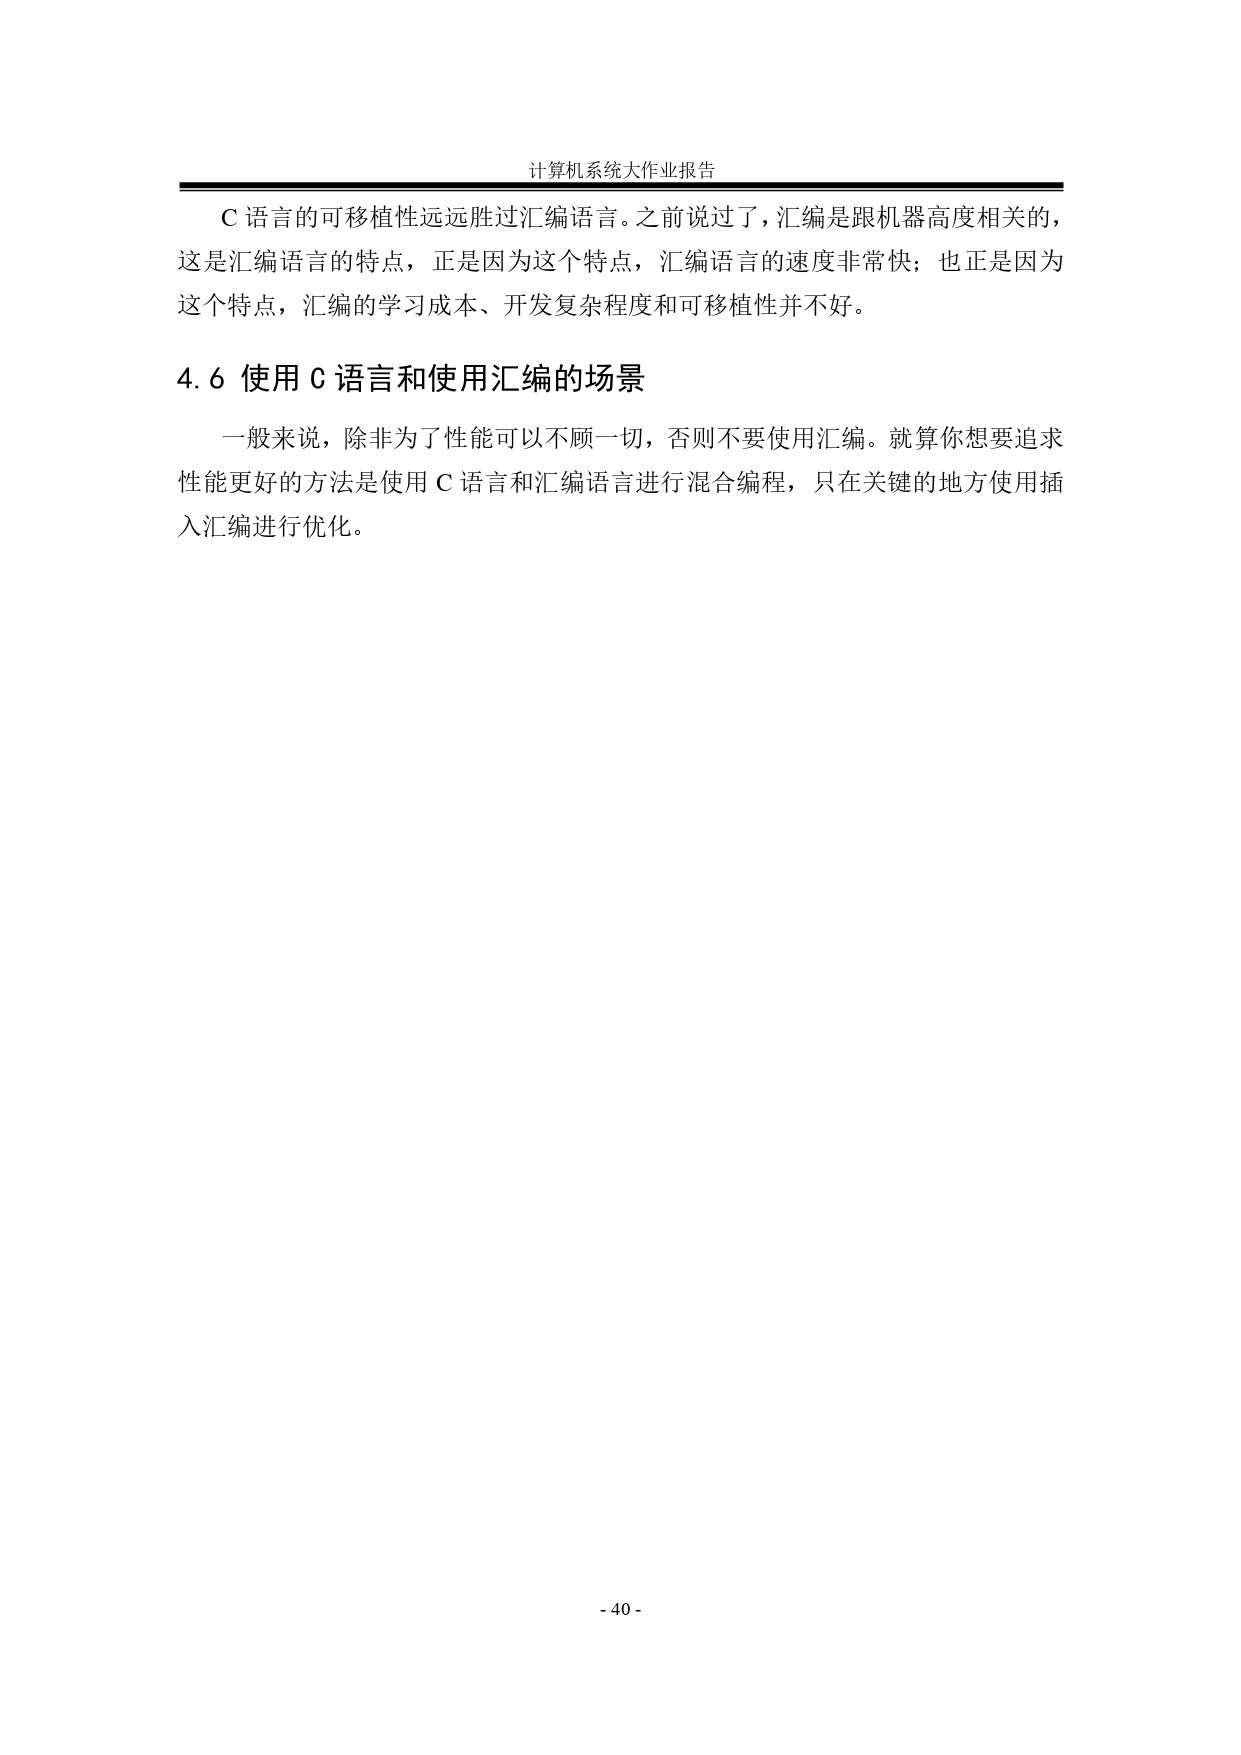 计算机系统大作业报告
C 语言的可移植性远远胜过汇编语言。之前说过了，汇编是跟机器高度相关的，
这是汇编语言的特点，正是因为这个特点，汇编语言的速度非常快；也正是因为
这个特点，汇编的学习成本、开发复杂程度和可移植性并不好。
4.6 使用 C 语言和使用汇编的场景
一般来说，除非为了性能可以不顾一切，否则不要使用汇编。就算你想要追求
性能更好的方法是使用 C 语言和汇编语言进行混合编程，只在关键的地方使用插
入汇编进行优化。
- 40 -